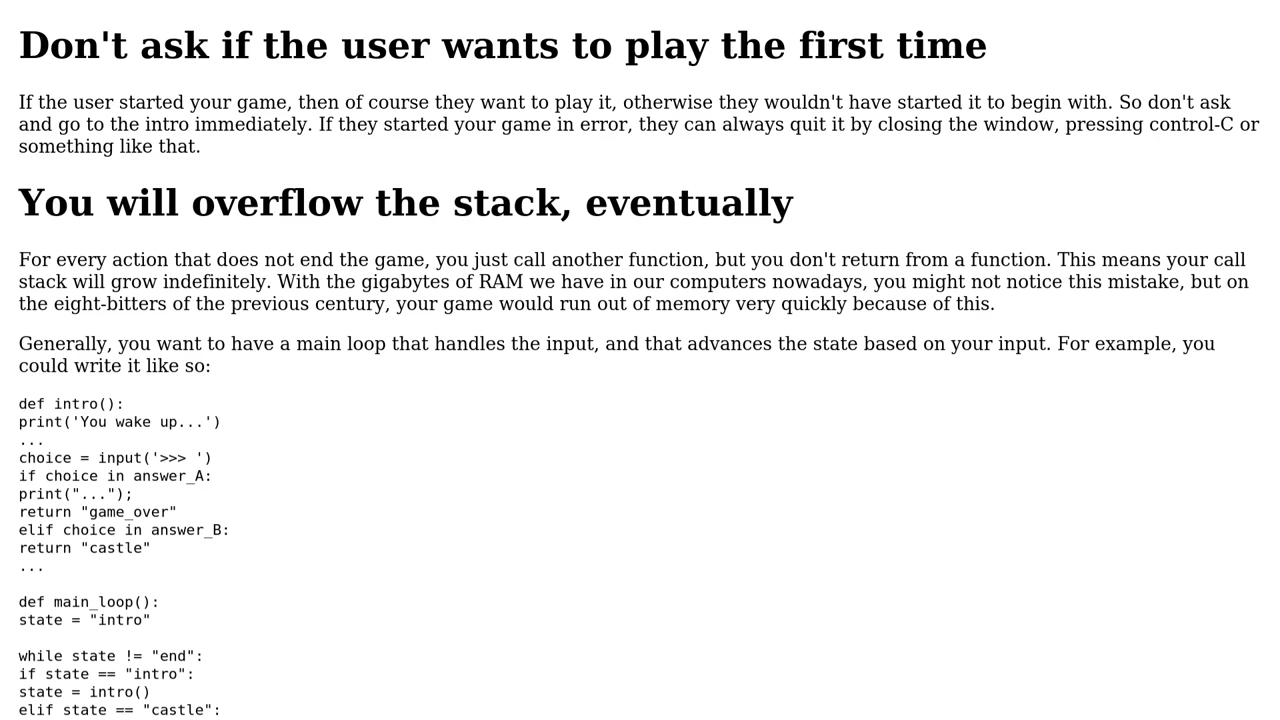 Don't ask if the user wants to play the first time
If the user started your game, then of course they want to play it, otherwise they wouldn't have started it to begin with. So don't ask
and go to the intro immediately. If they started your game in error, they can always quit it by closing the window, pressing control-C or
something like that.
You will overflow the stack, eventually
For every action that does not end the game, you just call another function, but you don't return from a function. This means your call
stack will grow indefinitely. With the gigabytes of RAM we have in our computers nowadays, you might not notice this mistake, but on
the eight-bitters of the previous century, your game would run out of memory very quickly because of this.
Generally, you want to have a main loop that handles the input, and that advances the state based on your input. For example, you
could write it like so:
def intro():
print('You wake up...')
...
choice = input('>>> ')
if choice in answer_A:
print("...");
return "game_over"
elif choice in answer_B:
return "castle"
...
def main_loop():
state = "intro"
while state != "end":
if state == "intro":
state = intro()
elif state == "castle":